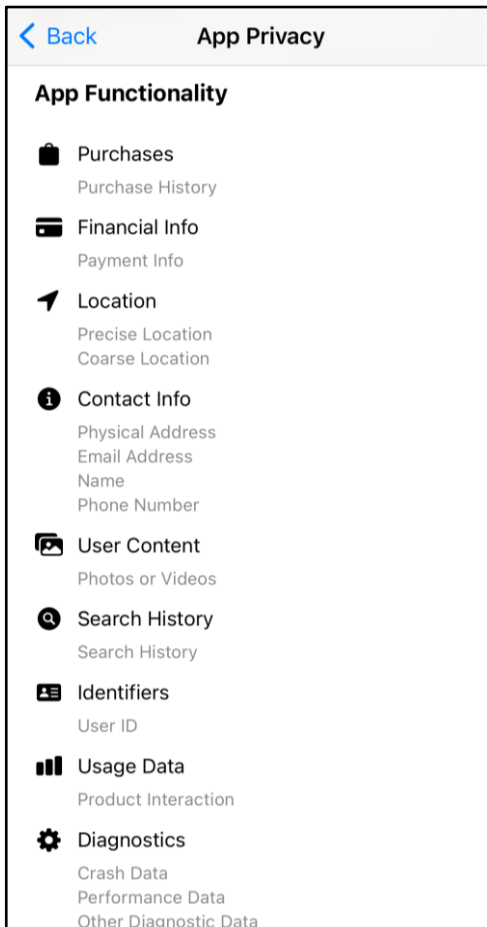 Back
App Privacy
App Functionality
Purchases
Purchase History
Financial Info
Payment Info
Location
Precise Location
Coarse Location
Contact Info
Physical Address
Email Address
Name
Phone Number
User Content
Photos or Videos
Search History
Search History
Identifiers
User ID
Usage Data
Product Interaction
Diagnostics
Crash Data
Performance Data
Other Diagnostic Data